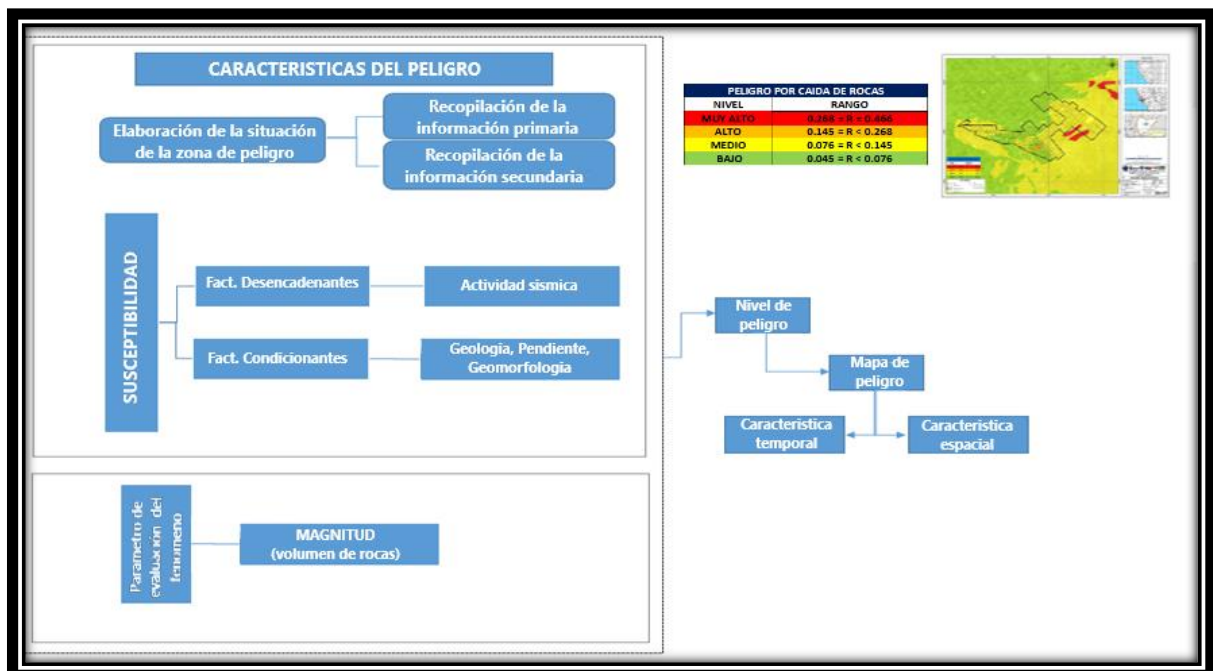 CARACTERISTICAS DEL PELIGRO
Elaboración de la situación
de la zona de peligro
Recopilación de la
información primaria
Recopilación de la
información secundaria
SUSCEPTIBILIDAD
Fact. Desencadenantes
Actividad sismica
Fact. Condicionantes
Geologia, Pendiente,
Geomorfologia
Parametro de
evaluación del
fenomeno
MAGNITUD
(volumen de rocas)
PELIGRO POR CAIDA DE ROCAS
NIVEL RANGO
MUY ALTO 0.268 = R = 0.466
ALTO 0.145 = R < 0.268
MEDIO 0.076 = R < 0.145
BAJO 0.045 = R < 0.076
Nivel de
peligro
Mapa de
peligro
Caracteristica
temporal
Caracteristica
espacial